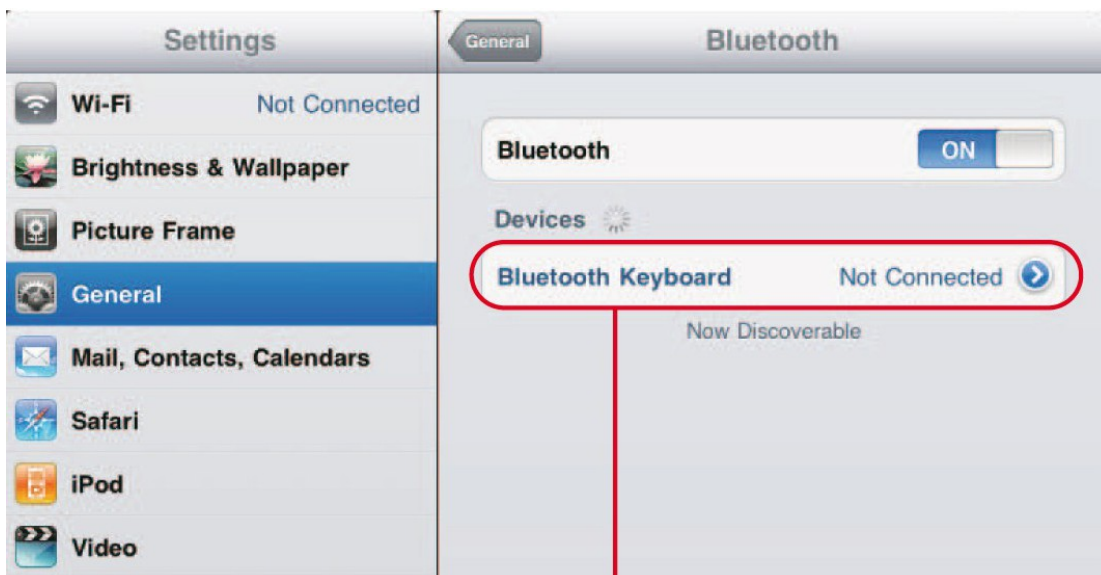 Settings
Wi-Fi Not Connected
Brightness & Wallpaper
Picture Frame
General
Mail, Contacts, Calendars
Safari
iPod
Video
General Bluetooth
Bluetooth ON
Devices
Bluetooth Keyboard Not Connected
Now Discoverable